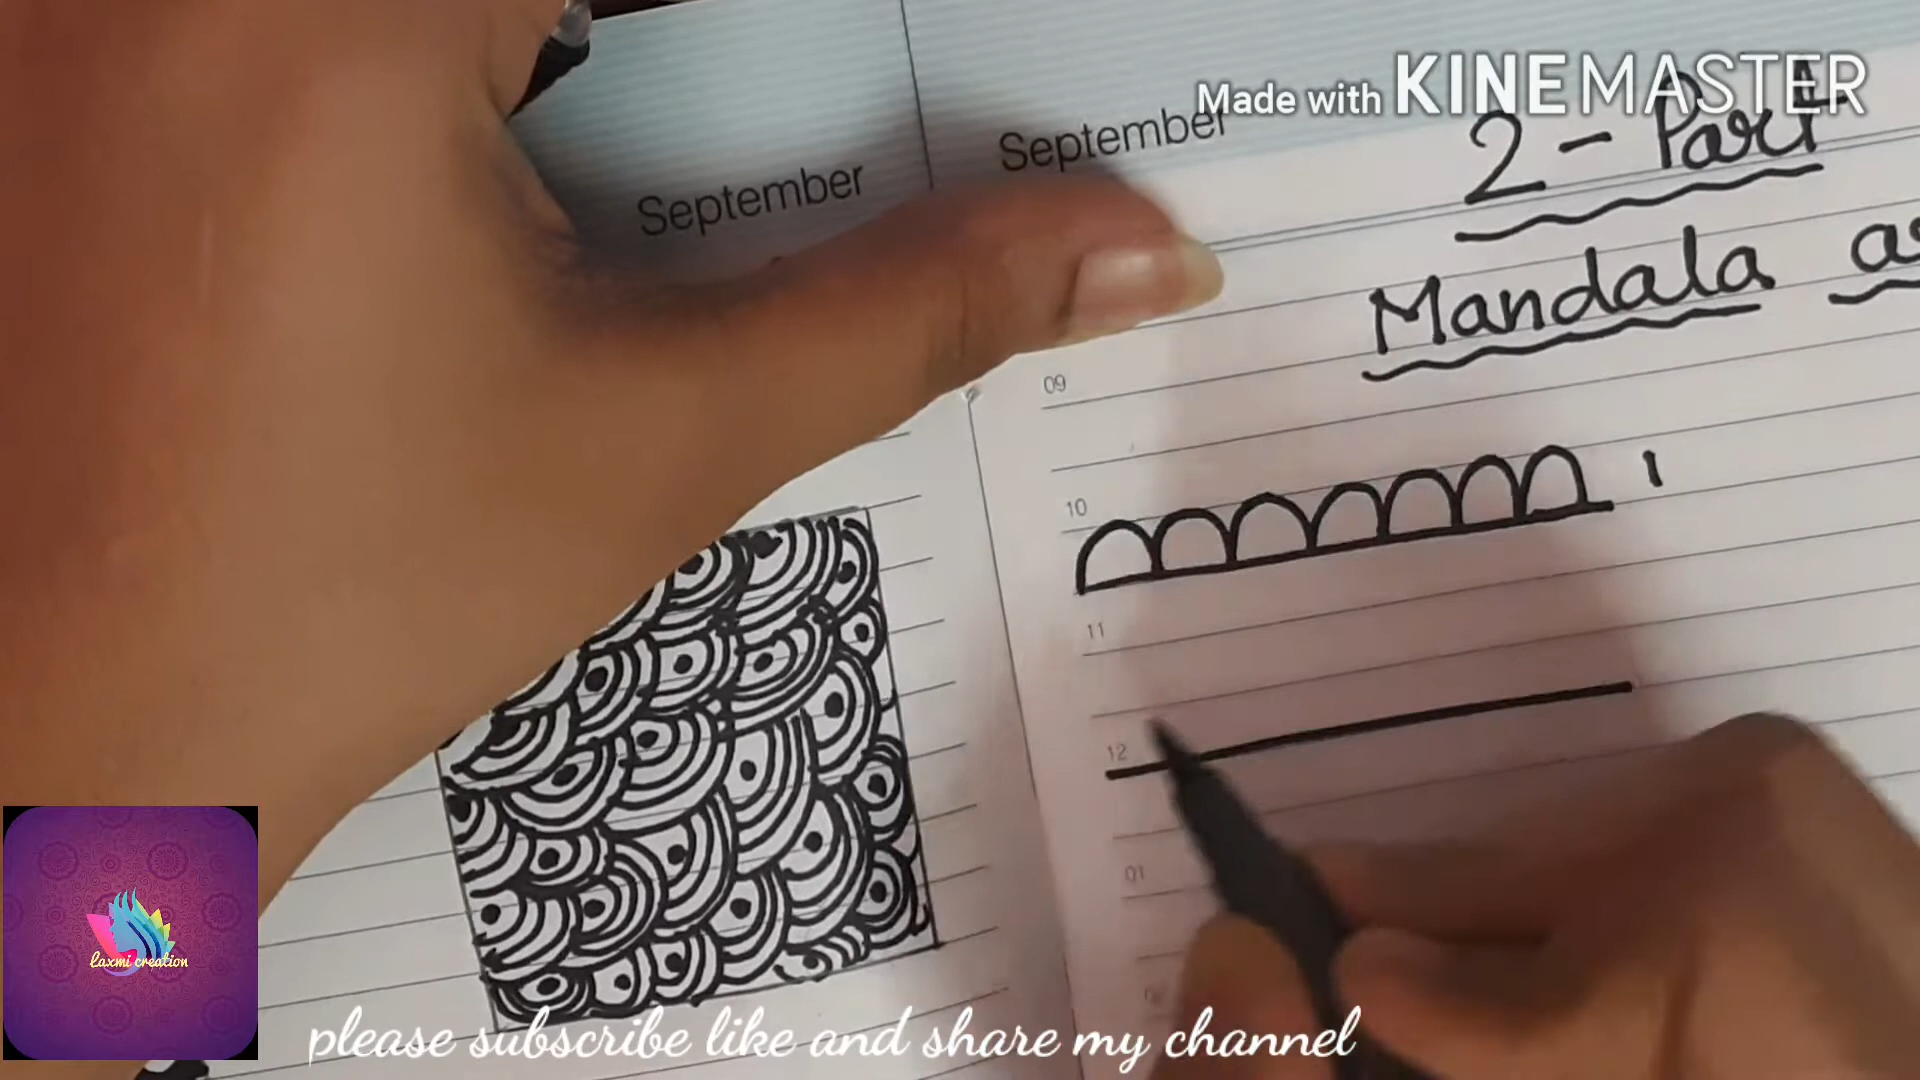 Made with KINEMASTER
September
September
2 - Part
Mandala
09
10
11
12
01
Laxmi creation
please subscribe like and share my channel